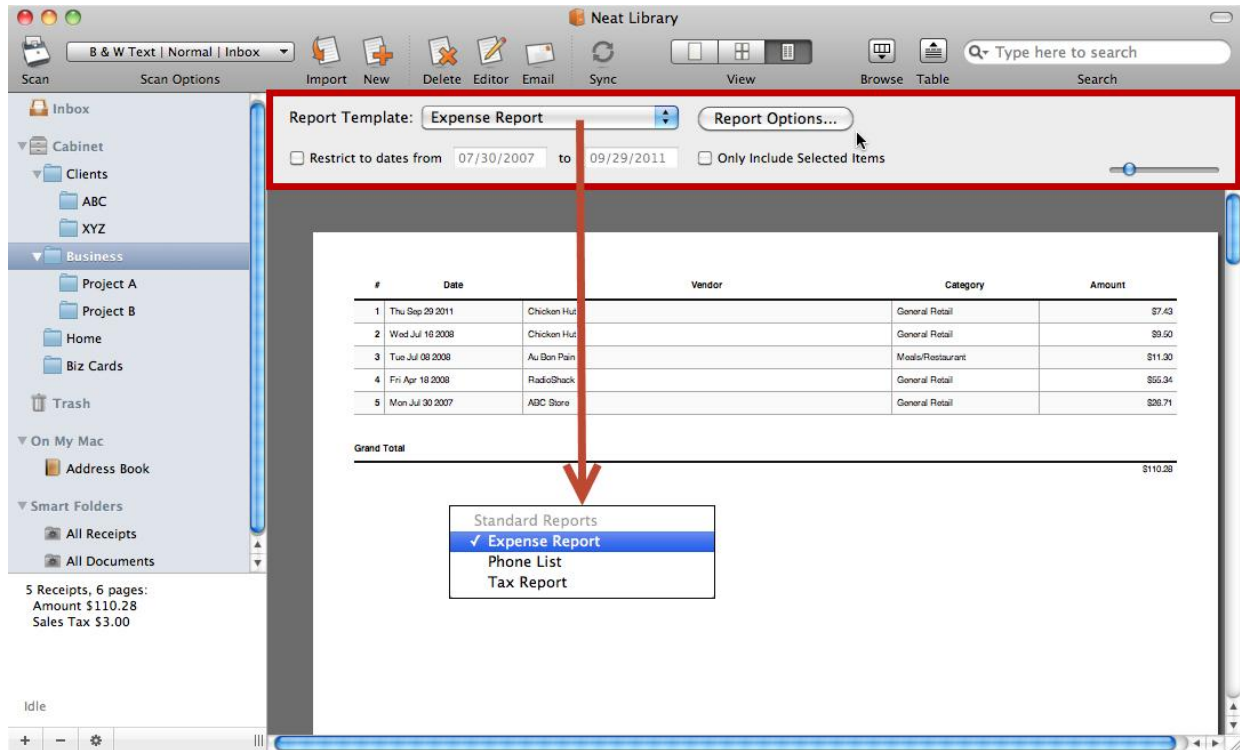 Neat Library
B & W Text | Normal | Inbox
Type here to search
Scan Scan Options Import New Delete Editor Email Sync View Browse Table Search
Inbox
Cabinet
Clients
ABC
XYZ
Business
Project A
Project B
Home
Biz Cards
Trash
On My Mac
Address Book
Smart Folders
All Receipts
All Documents
5 Receipts, 6 pages:
Amount $110.28
Sales Tax $3.00
Idle
Report Template: Expense Report Report Options...
Restrict to dates from 07/30/2007 to 09/29/2011 Only Include Selected Items
# Date Vendor Category Amount
1 Thu Sep 29 2011 Chicken Hut General Retail $7.43
2 Wed Jul 16 2008 Chicken Hut General Retail $9.50
3 Tue Jul 08 2008 Au Bon Pain Meals/Restaurant $11.30
4 Fri Apr 18 2008 RadioShack General Retail $55.34
5 Mon Jul 30 2007 ABC Store General Retail $26.71
Grand Total
$110.28
Standard Reports
✓ Expense Report
Phone List
Tax Report